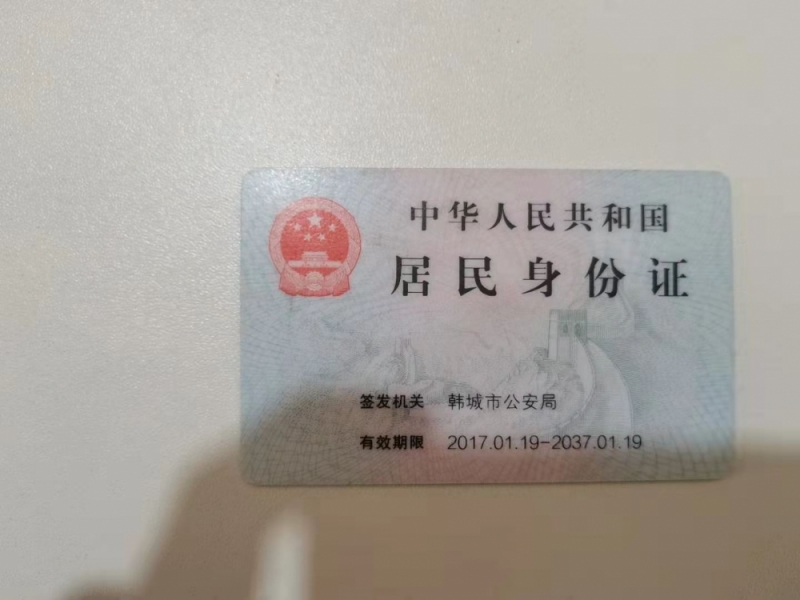 中华人民共和国
居民身份证
签发机关 韩城市公安局
有效期限 2017.01.19-2037.01.19